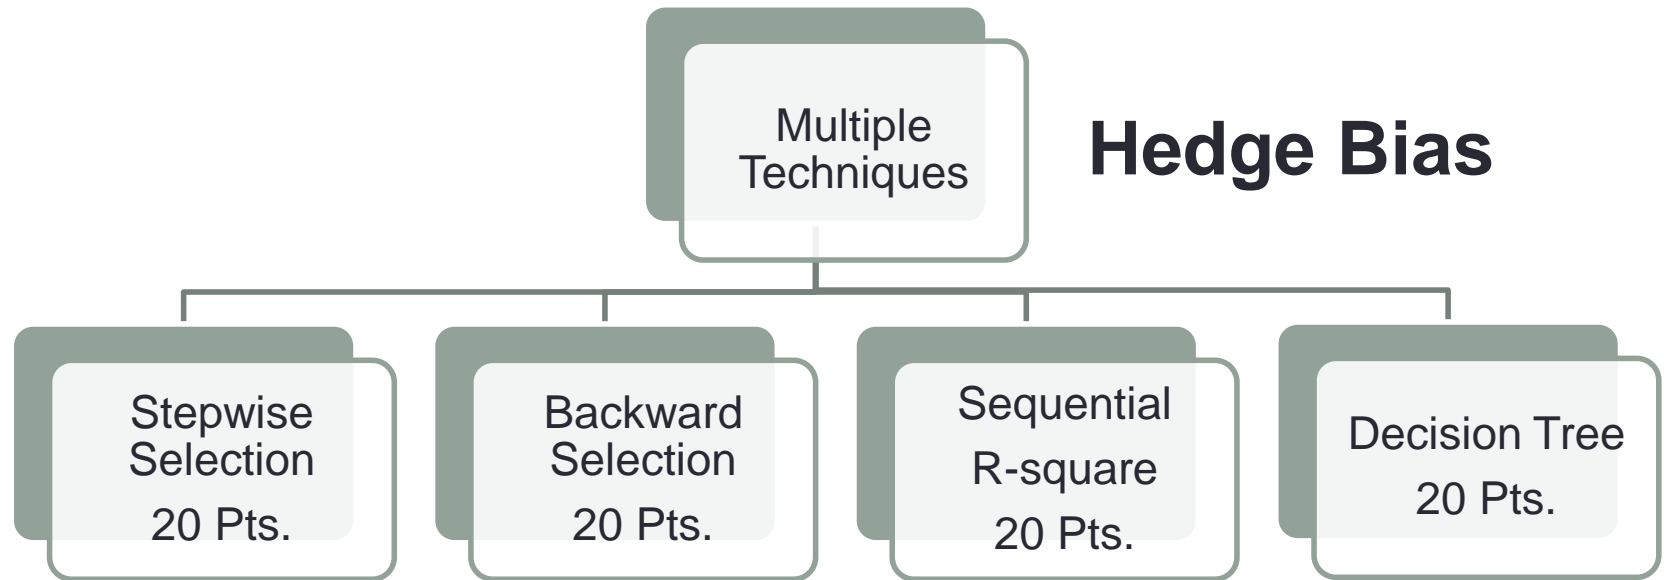 Multiple
Techniques
Hedge Bias
Stepwise
Selection
20 Pts.
Backward
Selection
20 Pts.
Sequential
R-square
20 Pts.
Decision Tree
20 Pts.